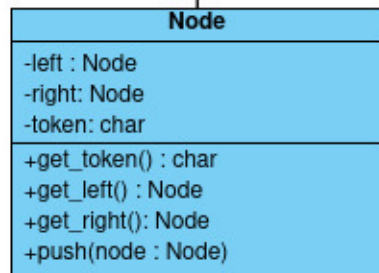 Node
-left : Node
-right: Node
-token: char
+get_token() : char
+get_left() : Node
+get_right(): Node
+push(node : Node)